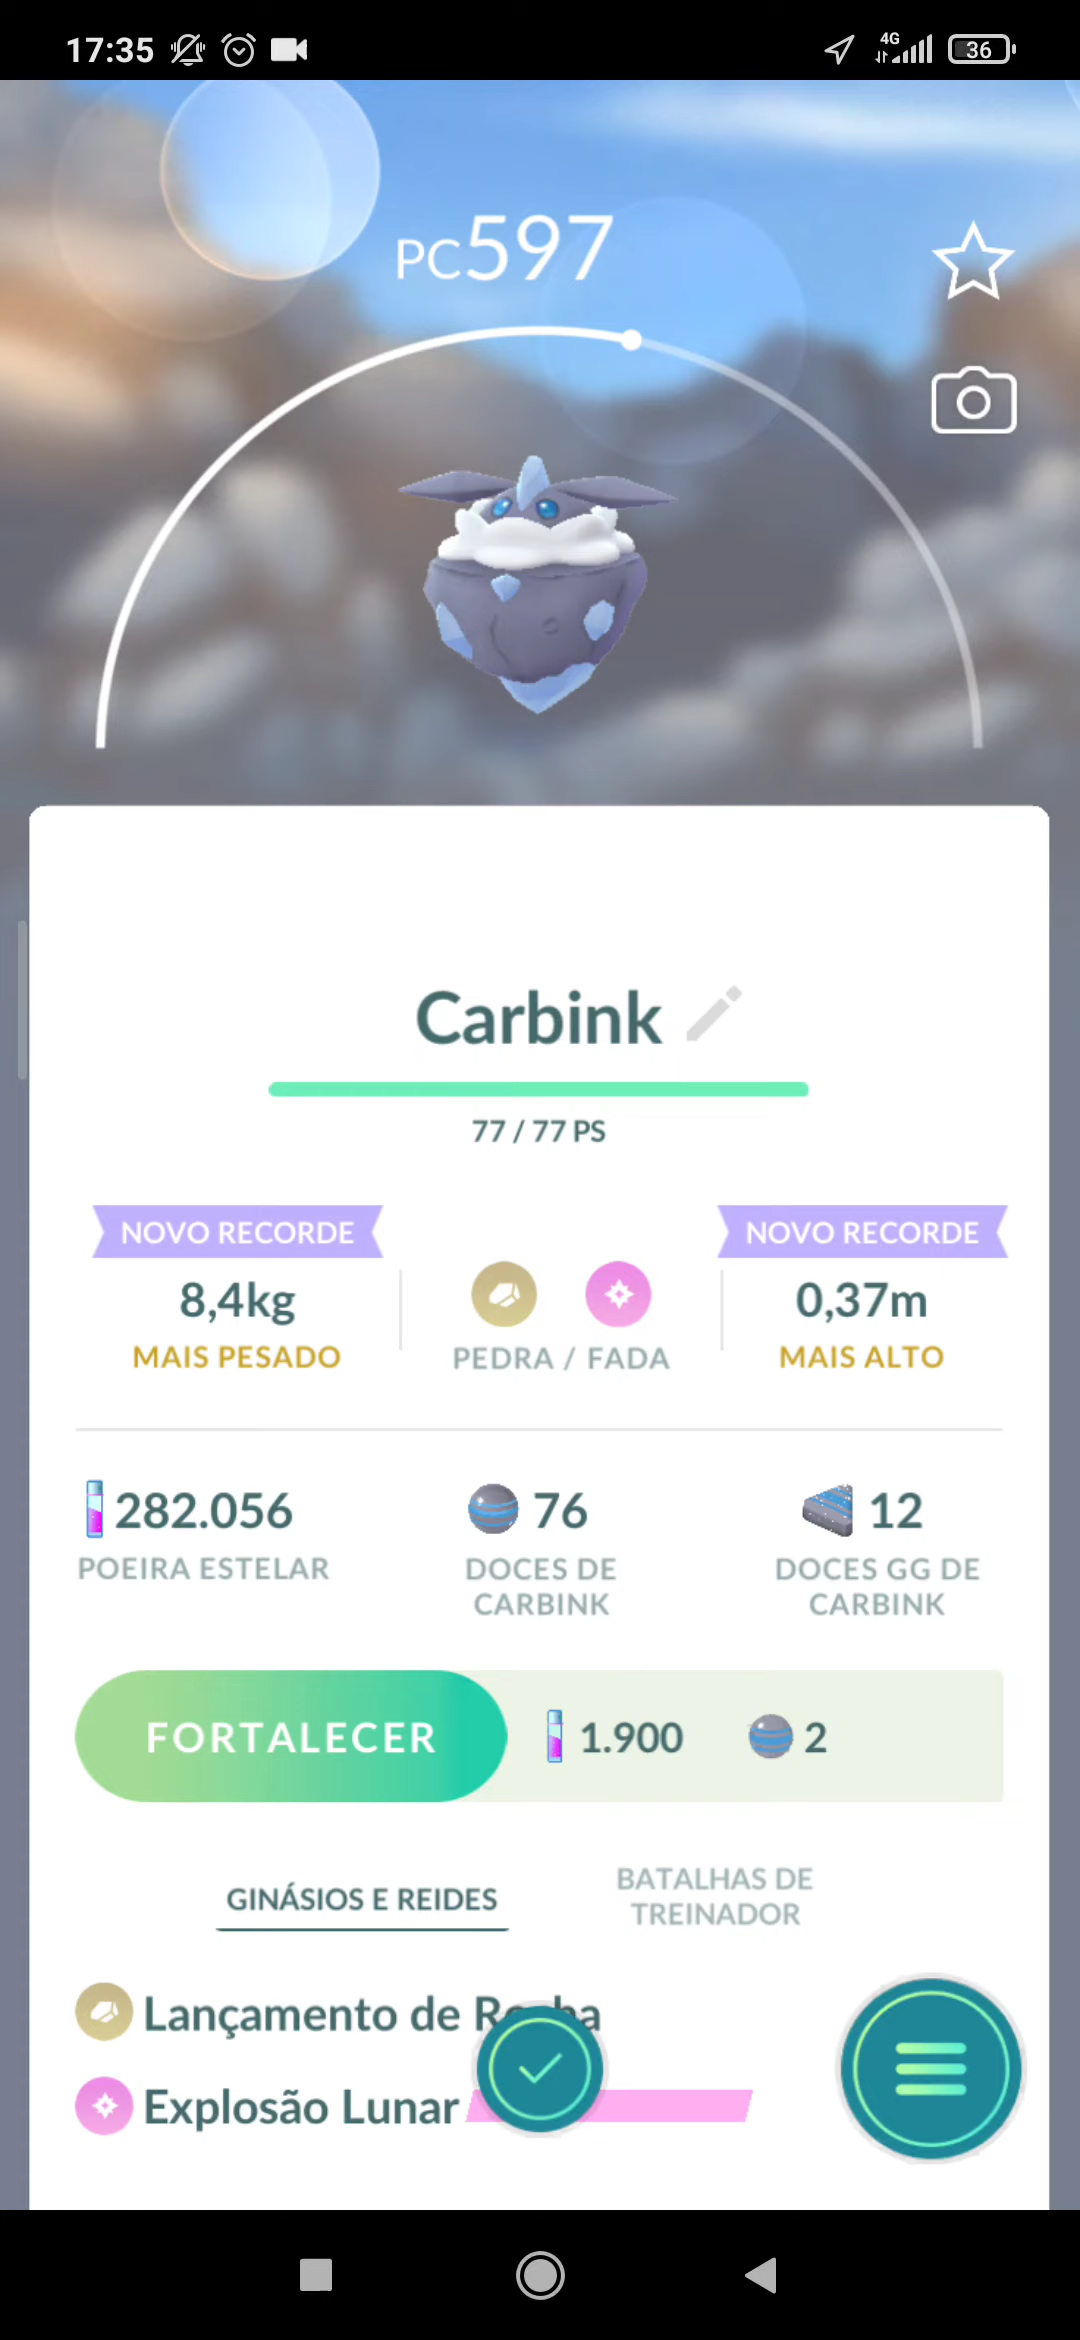 17:35
4G
36
PC597
Carbink
77 / 77 PS
NOVO RECORDE
NOVO RECORDE
8,4kg
0,37m
MAIS PESADO
PEDRA / FADA
MAIS ALTO
282.056
76
12
POEIRA ESTELAR
DOCES DE
CARBINK
DOCES GG DE
CARBINK
FORTALECER
1.900
2
GINÁSIOS E REIDES
BATALHAS DE
TREINADOR
Lançamento de Rocha
Explosão Lunar